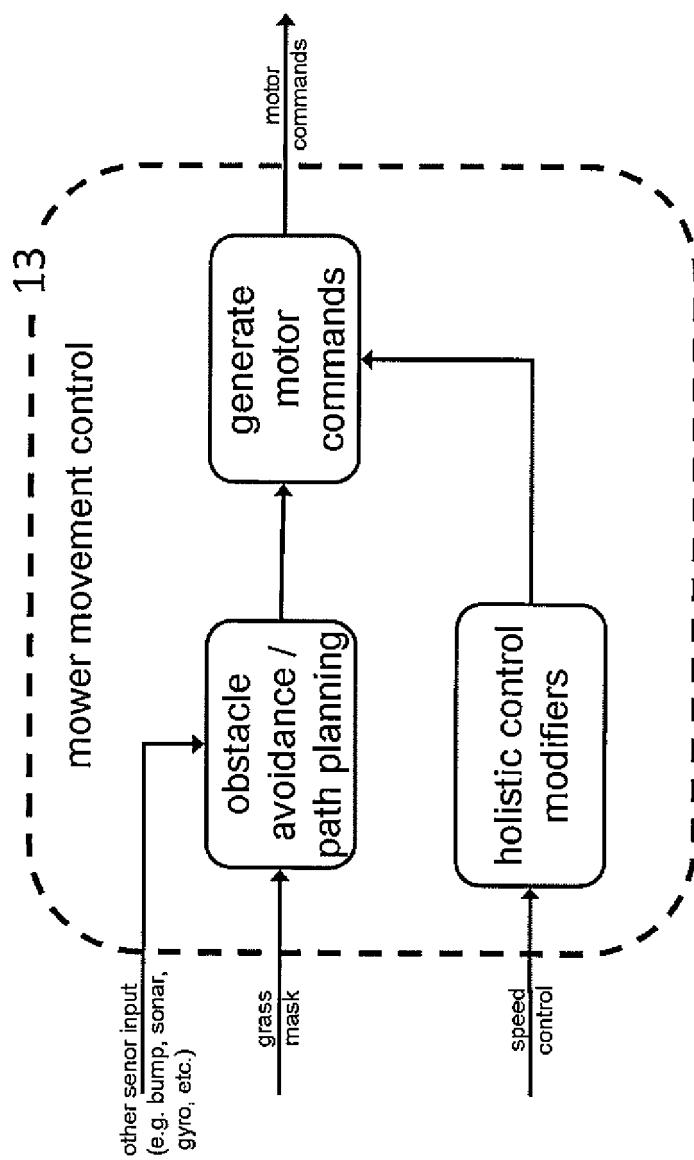 13
mower movement control
other senor input
(e.g. bump, sonar,
gyro, etc.)
grass
mask
obstacle
avoidance /
path planning
generate
motor
commands
motor
commands
speed
control
holistic control
modifiers